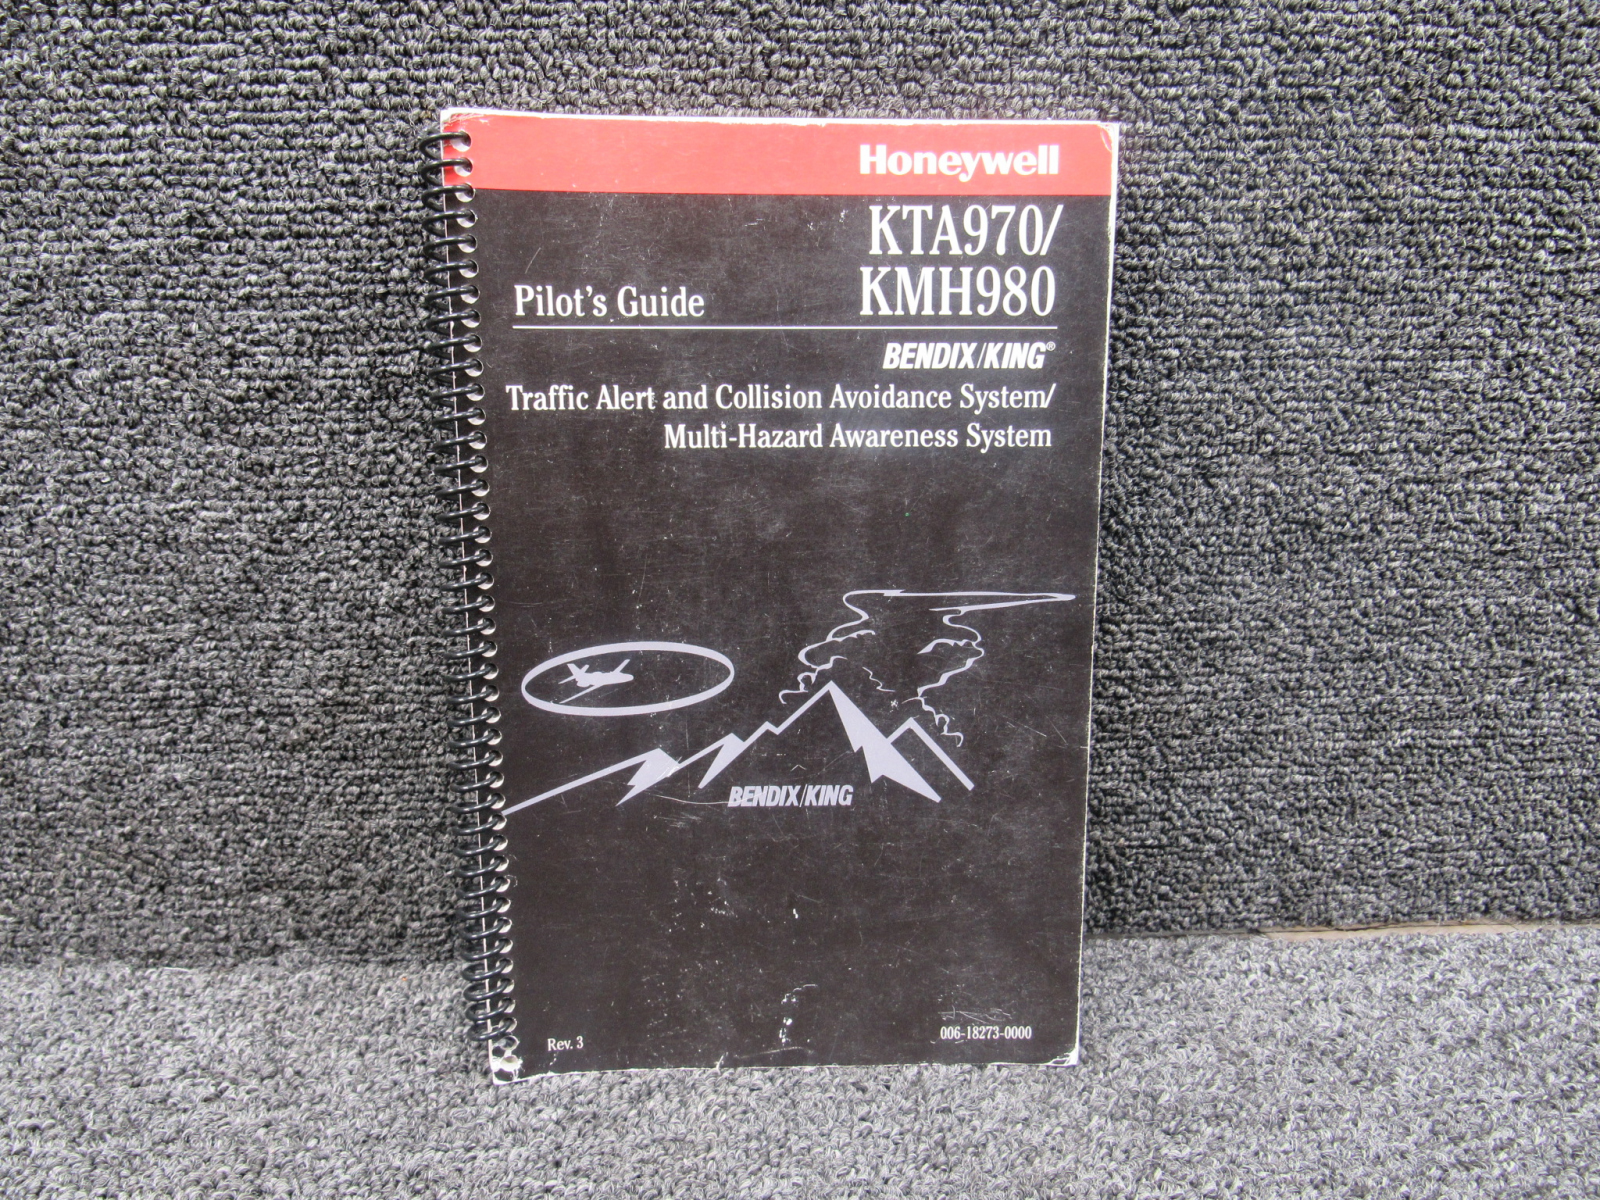 Honeywell
KTA970/
KMH980
Pilot's Guide
BENDIX/KING®
Traffic Alert and Collision Avoidance System/
Multi-Hazard Awareness System
BENDIX/KING
Rev. 3
006-18273-0000